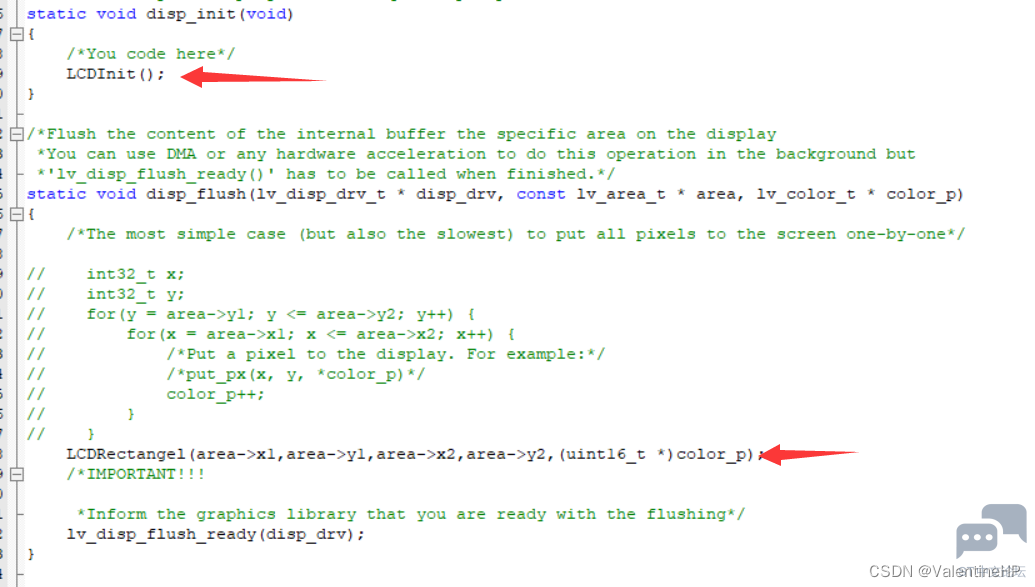 static void disp_init(void)
{
/*You code here*/
LCDInit();
}
/*Flush the content of the internal buffer the specific area on the display
*You can use DMA or any hardware acceleration to do this operation in the background but
*'lv_disp_flush_ready()' has to be called when finished.*/
static void disp_flush(lv_disp_drv_t * disp_drv, const lv_area_t * area, lv_color_t * color_p)
{
/*The most simple case (but also the slowest) to put all pixels to the screen one-by-one*/
// int32_t x;
// int32_t y;
// for(y = area->y1; y <= area->y2; y++) {
// for(x = area->x1; x <= area->x2; x++) {
// /*Put a pixel to the display. For example:*/
// /*put_px(x, y, *color_p)*/
// color_p++;
// }
// }
LCDRectangel(area->x1,area->y1,area->x2,area->y2,(uint16_t *)color_p);
/*IMPORTANT!!!
*Inform the graphics library that you are ready with the flushing*/
lv_disp_flush_ready(disp_drv);
}
CSDN @ValentineHP